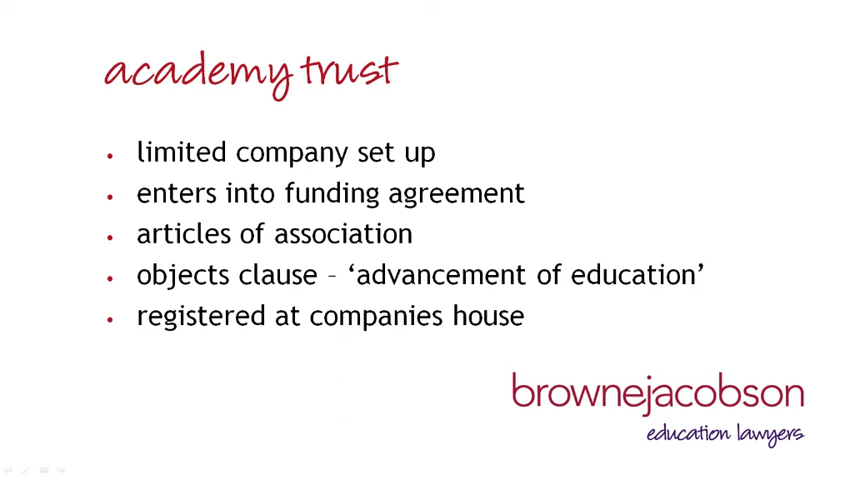 academy trust
• limited company set up
• enters into funding agreement
• articles of association
• objects clause – ‘advancement of education’
• registered at companies house
brownejacobson
education lawyers